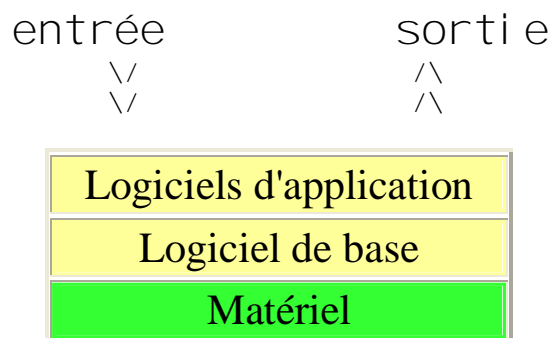 entrée sortie
\/ /\
\/ /\
Logiciels d'application
Logiciel de base
Matériel